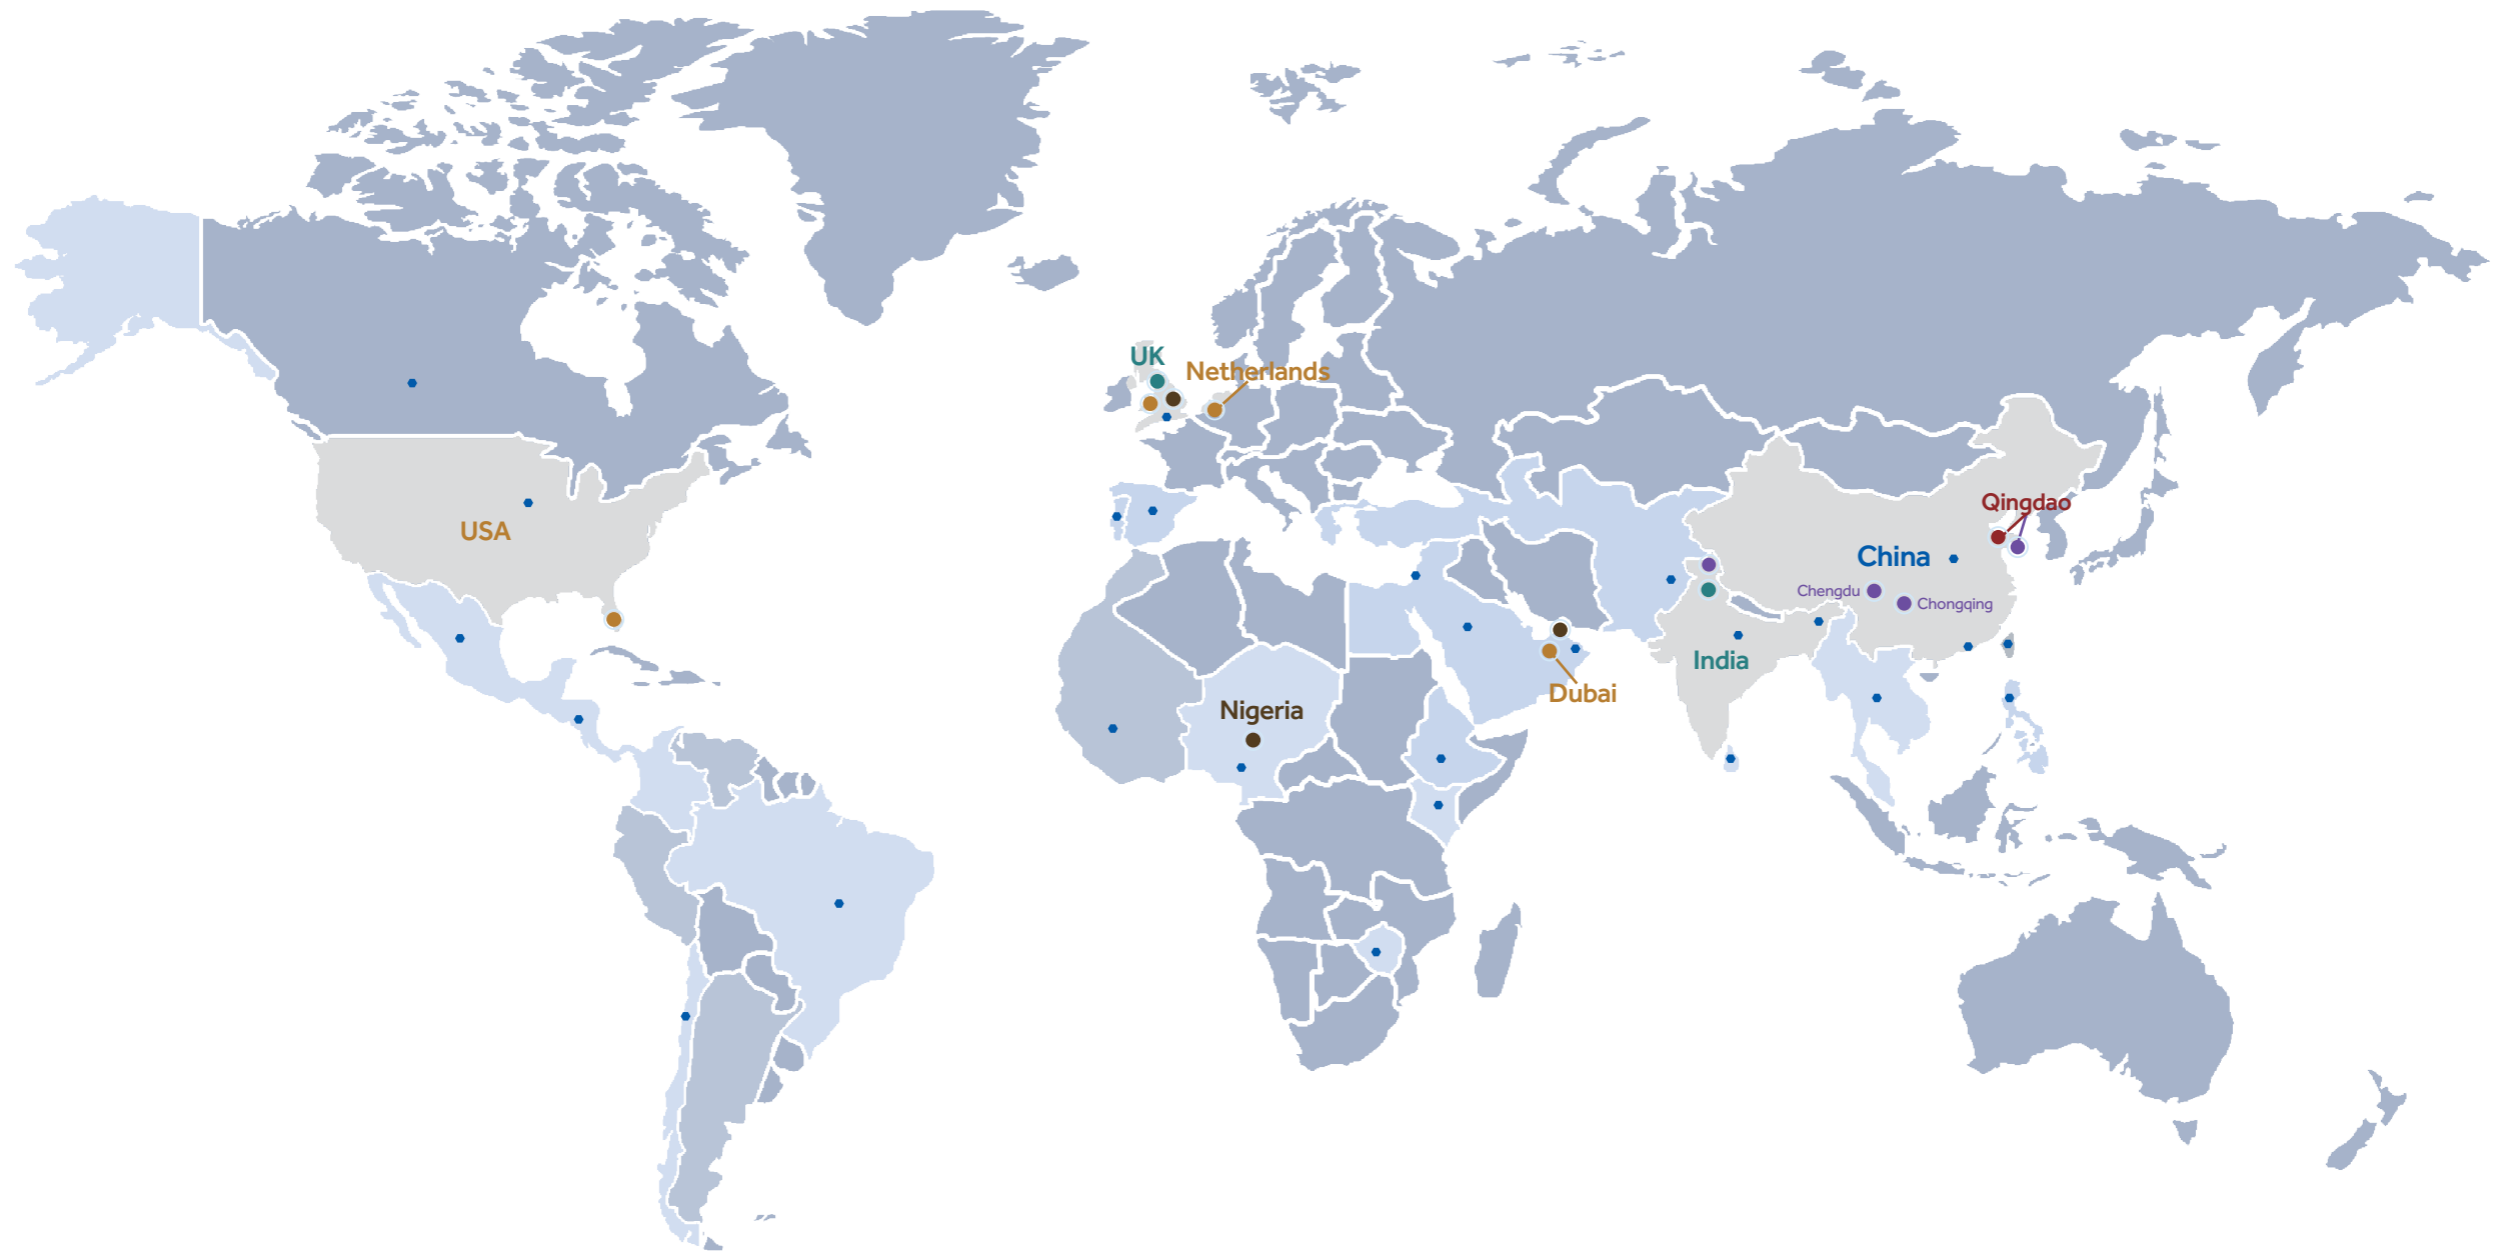 UK
Netherlands
USA
Qingdao
China
Chengdu
Chongqing
India
Dubai
Nigeria